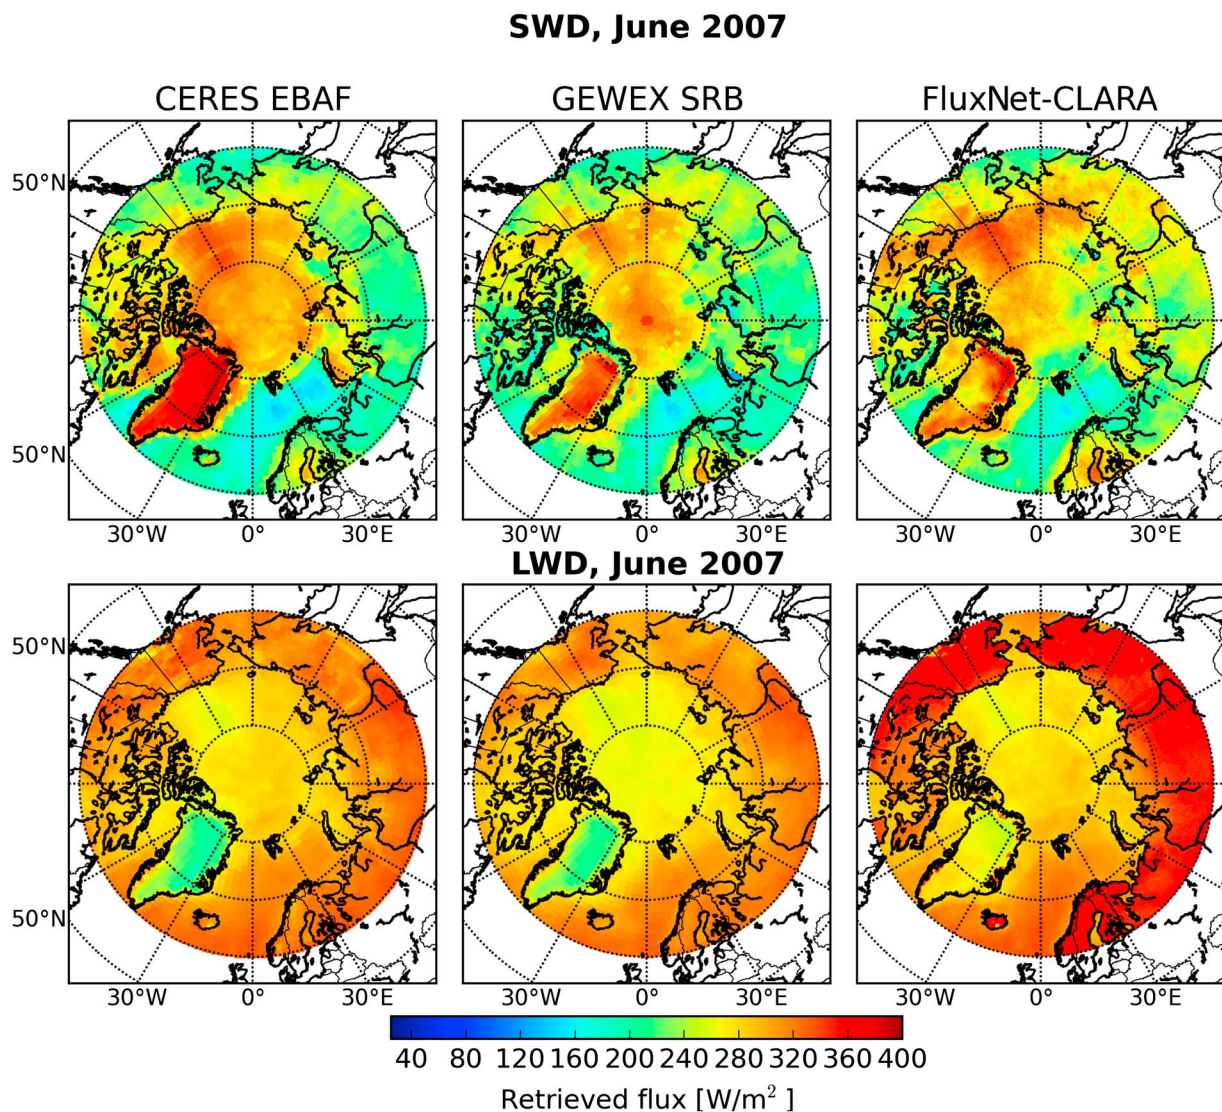 SWD, June 2007
CERES EBAF GEWEX SRB FluxNet-CLARA
50°N
50°N
30°W 0° 30°E 30°W 0° 30°E 30°W 0° 30°E
LWD, June 2007
50°N
50°N
30°W 0° 30°E 30°W 0° 30°E 30°W 0° 30°E
40 80 120 160 200 240 280 320 360 400
Retrieved flux [W/m² ]